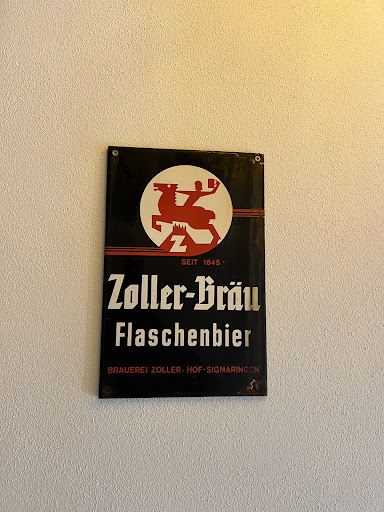 Z
SEIT 1845
Zoller-Bräu
Flaschenbier
BRAUEREI ZOLLER-HOF-SIGMARINGEN